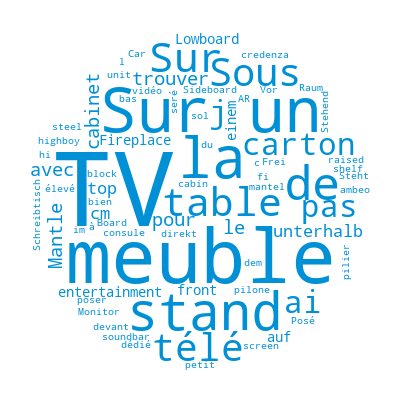 Lowboard
Sur
Car
credenza
l
unit
trouver
Sous
cabinet
vidéo
Sideboard
Vor
Raum
bas
seré
AR
Stehend
Sur
j
un
einem
steel
sol
Fireplace
carton
highboy
du
hi
la
c
Frei
raised
shelf
avec
TV
fi
de
Steht
block
cabin
mantel
ambeo
élevé
top
table
pas
Schreibtisch
bien
cm
pour
le
unterhalb
Mantle
im
à
Board
consule
direkt
meuble
dem
pilier
entertainment
front
pilone
ai
poser
stand
Posé
Monitor
devant
soundbar
télé
auf
dédié
screen
petit